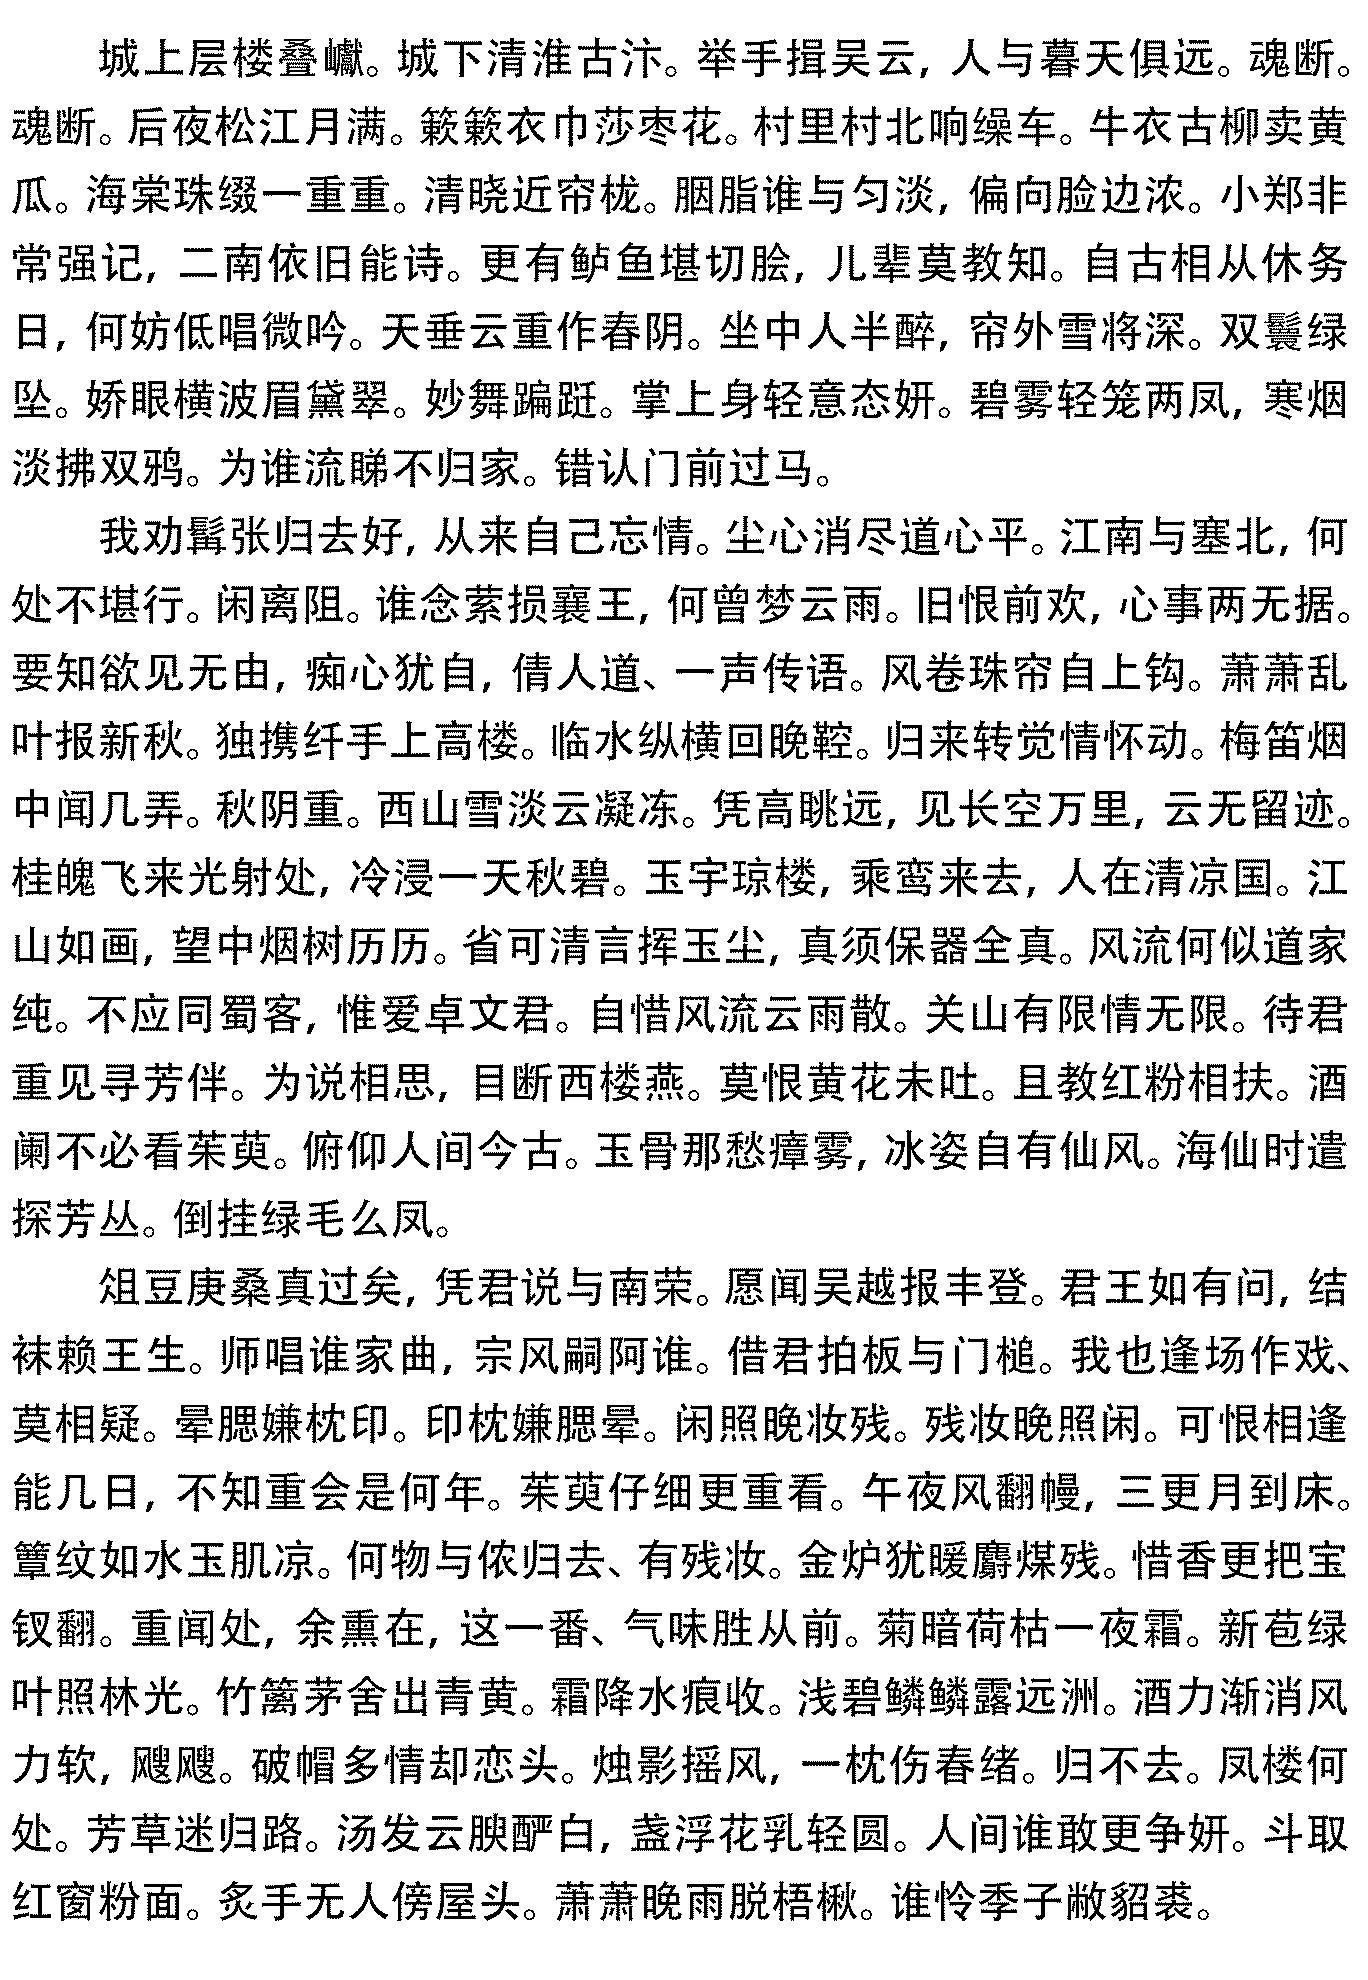 城上层楼叠巘。城下清淮古汴。举手揖吴云，人与暮天俱远。魂断。
魂断。后夜松江月满。簌簌衣巾莎枣花。村里村北响缲车。牛衣古柳卖黄
瓜。海棠珠缀一重重。清晓近帘栊。胭脂谁与匀淡，偏向脸边浓。小郑非
常强记，二南依旧能诗。更有鲈鱼堪切脍，儿辈莫教知。自古相从休务
日，何妨低唱微吟。天垂云重作春阴。坐中人半醉，帘外雪将深。双鬟绿
坠。娇眼横波眉黛翠。妙舞蹁跹。掌上身轻意态妍。碧雾轻笼两凤，寒烟
淡拂双鸦。为谁流睇不归家。错认门前过马。
我劝髯张归去好，从来自己忘情。尘心消尽道心平。江南与塞北，何
处不堪行。闲离阻。谁念萦损襄王，何曾梦云雨。旧恨前欢，心事两无据。
要知欲见无由，痴心犹自，倩人道、一声传语。风卷珠帘自上钩。萧萧乱
叶报新秋。独携纤手上高楼。临水纵横回晚鞚。归来转觉情怀动。梅笛烟
中闻几弄。秋阴重。西山雪淡云凝冻。凭高眺远，见长空万里，云无留迹。
桂魄飞来光射处，冷浸一天秋碧。玉宇琼楼，乘鸾来去，人在清凉国。江
山如画，望中烟树历历。省可清言挥玉尘，真须保器全真。风流何似道家
纯。不应同蜀客，惟爱卓文君。自惜风流云雨散。关山有限情无限。待君
重见寻芳伴。为说相思，目断西楼燕。莫恨黄花未吐。且教红粉相扶。酒
阑不必看茱萸。俯仰人间今古。玉骨那愁瘴雾，冰姿自有仙风。海仙时遣
探芳丛。倒挂绿毛么凤。
俎豆庚桑真过矣，凭君说与南荣。愿闻吴越报丰登。君王如有问，结
袜赖王生。师唱谁家曲，宗风嗣阿谁。借君拍板与门槌。我也逢场作戏、
莫相疑。晕腮嫌枕印。印枕嫌腮晕。闲照晚妆残。残妆晚照闲。可恨相逢
能几日，不知重会是何年。茱萸仔细更重看。午夜风翻幔，三更月到床。
簟纹如水玉肌凉。何物与侬归去、有残妆。金炉犹暖麝煤残。惜香更把宝
钗翻。重闻处，余熏在，这一番、气味胜从前。菊暗荷枯一夜霜。新苞绿
叶照林光。竹篱茅舍出青黄。霜降水痕收。浅碧鳞鳞露远洲。酒力渐消风
力软，飕飕。破帽多情却恋头。烛影摇风，一枕伤春绪。归不去。凤楼何
处。芳草迷归路。汤发云腴酽白，盏浮花乳轻圆。人间谁敢更争妍。斗取
红窗粉面。炙手无人傍屋头。萧萧晚雨脱梧楸。谁怜季子敝貂裘。